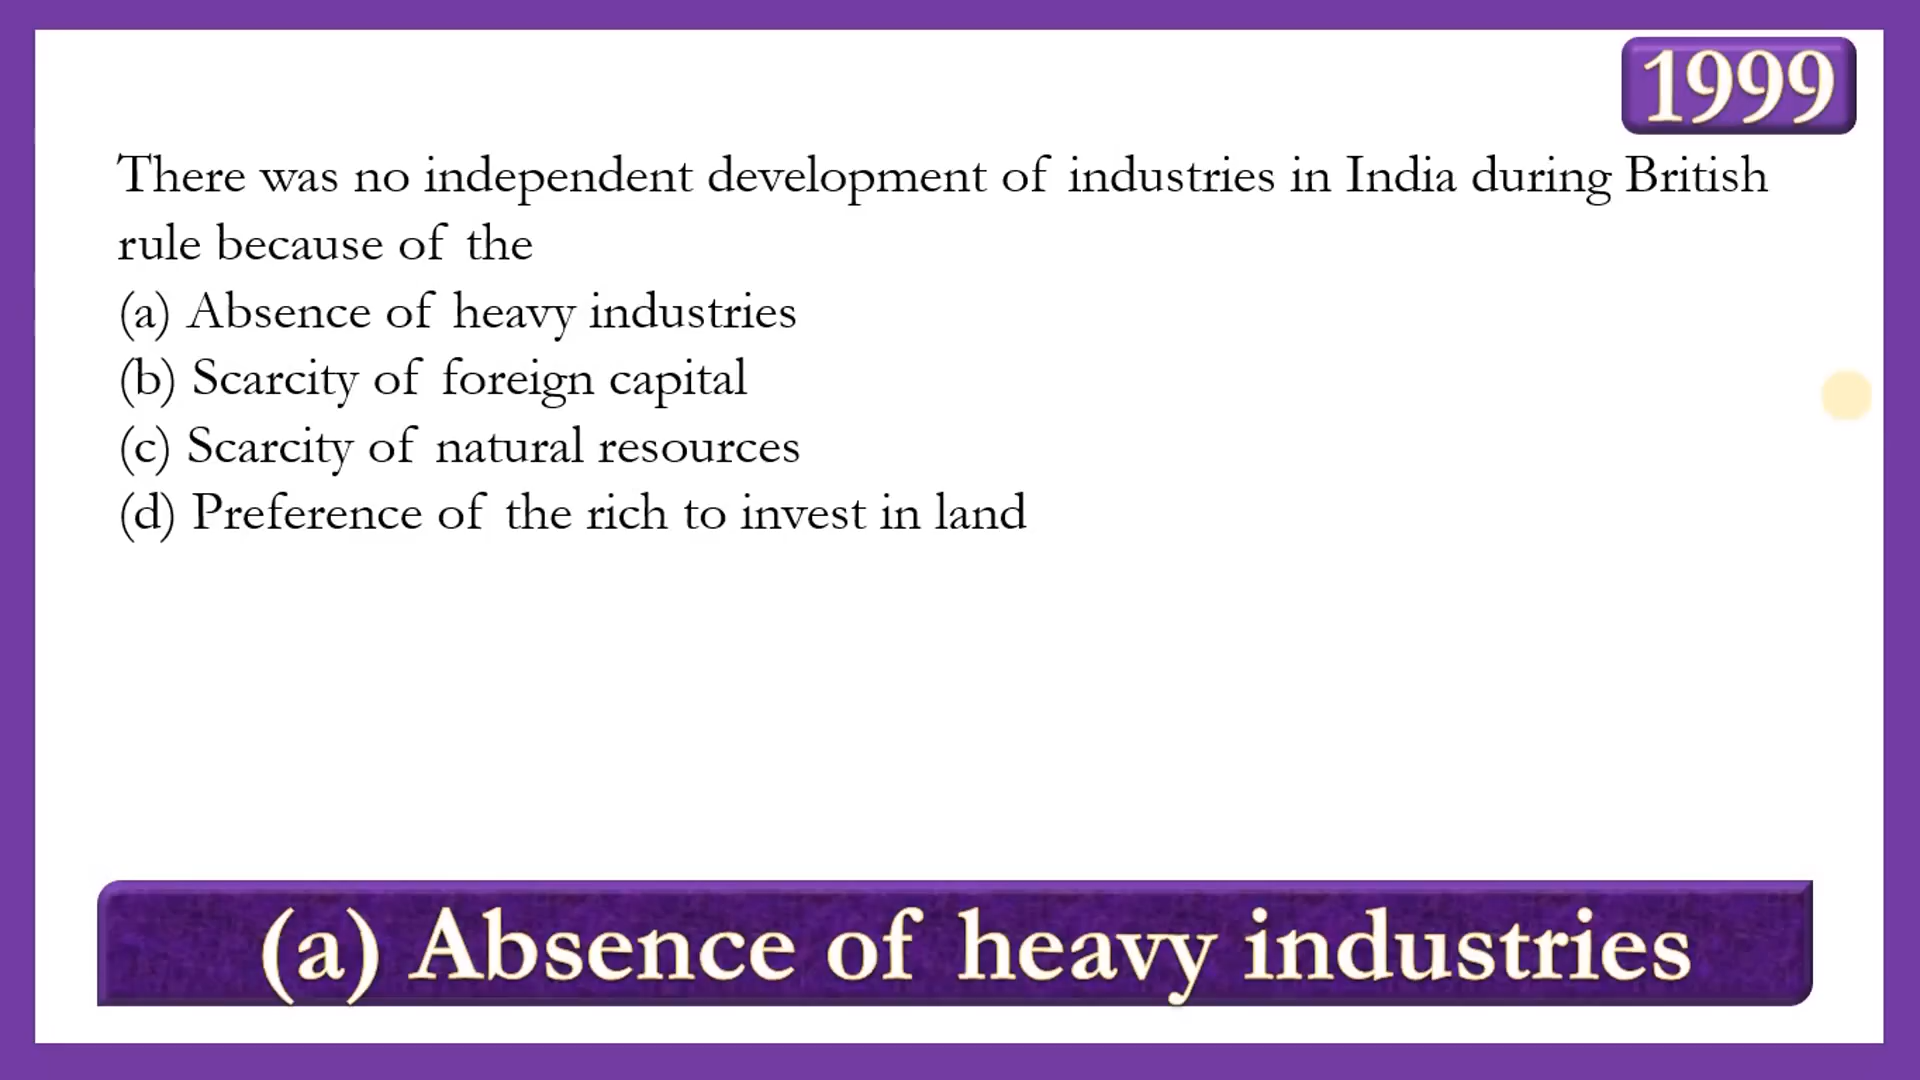 1999
There was no independent development of industries in India during British
rule because of the
(a) Absence of heavy industries
(b) Scarcity of foreign capital
(c) Scarcity of natural resources
(d) Preference of the rich to invest in land
(a) Absence of heavy industries